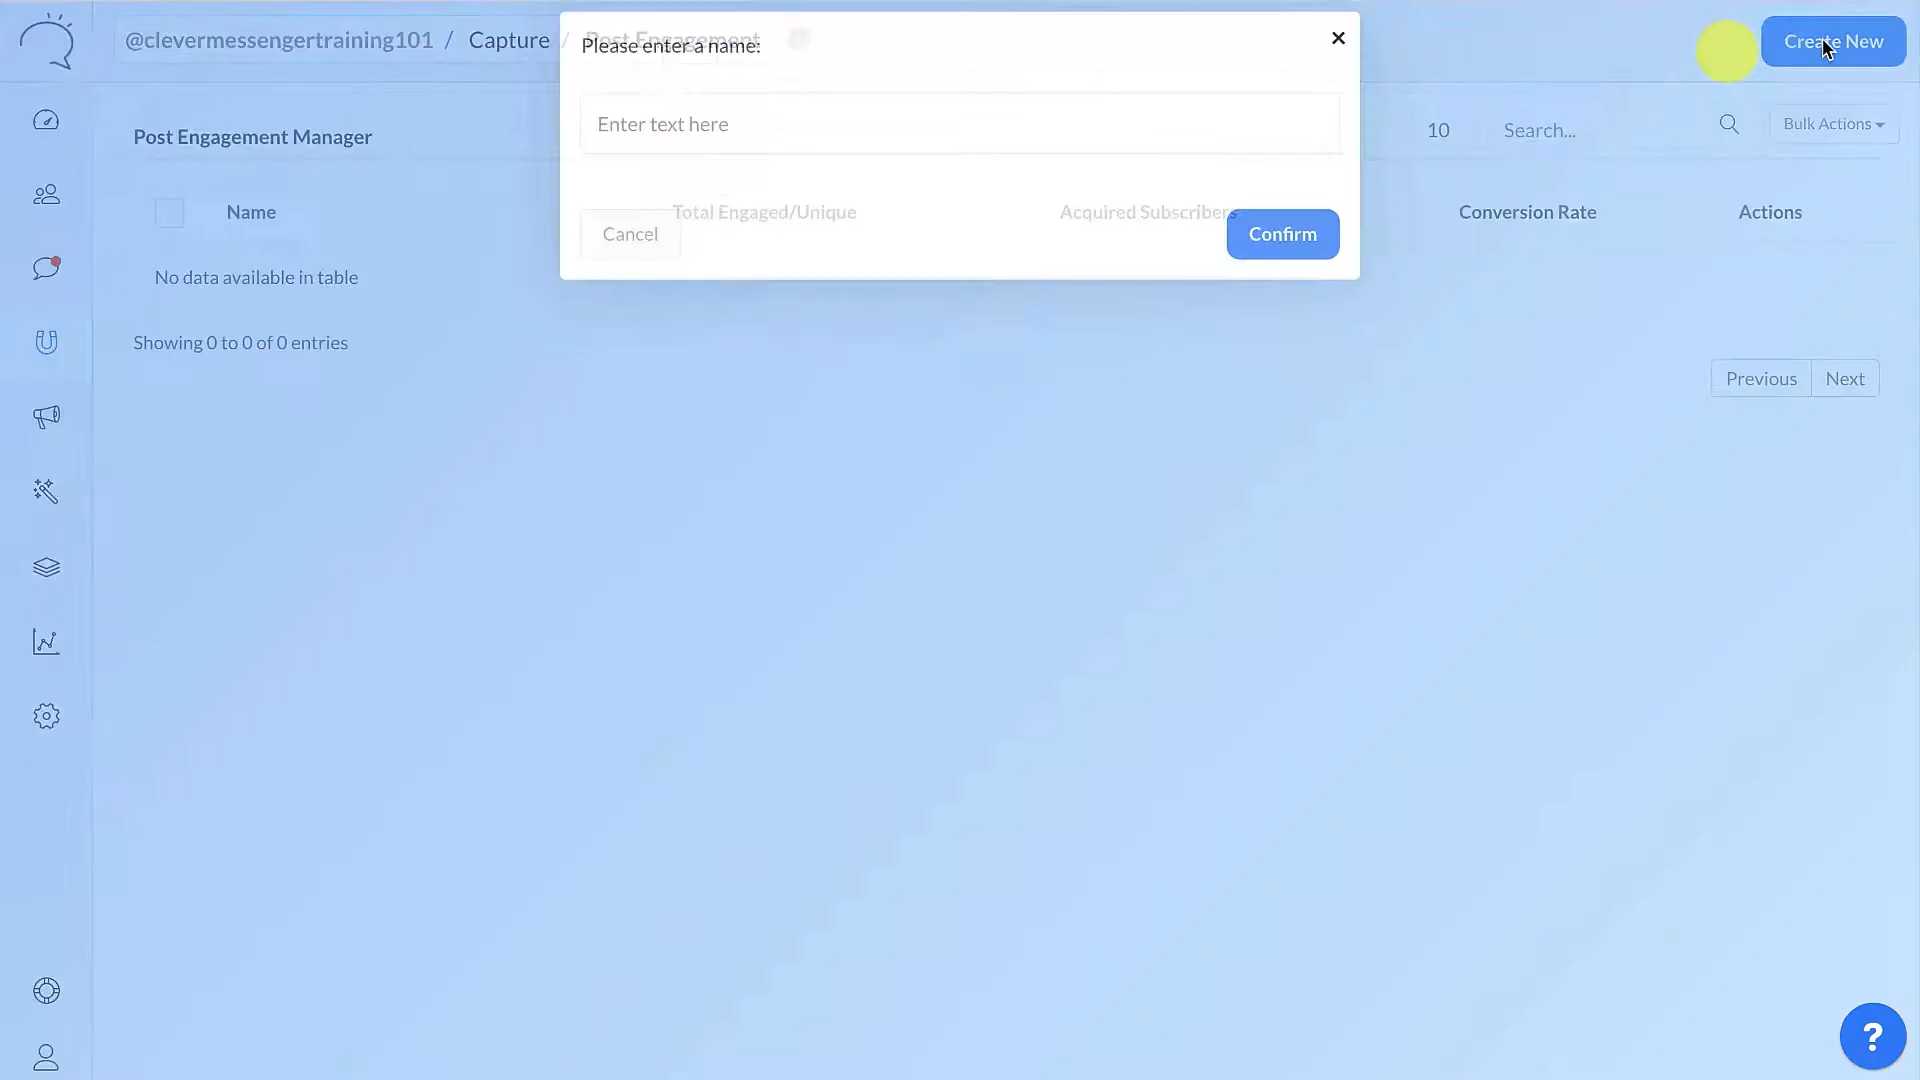 @clevermessengertraining101 / Capture / Post Engagement
Create New
Please enter a name:
×
Enter text here
Cancel
Confirm
Post Engagement Manager
10
Search...
Bulk Actions
Name
Total Engaged/Unique
Acquired Subscribers
Conversion Rate
Actions
No data available in table
Showing 0 to 0 of 0 entries
Previous
Next
?